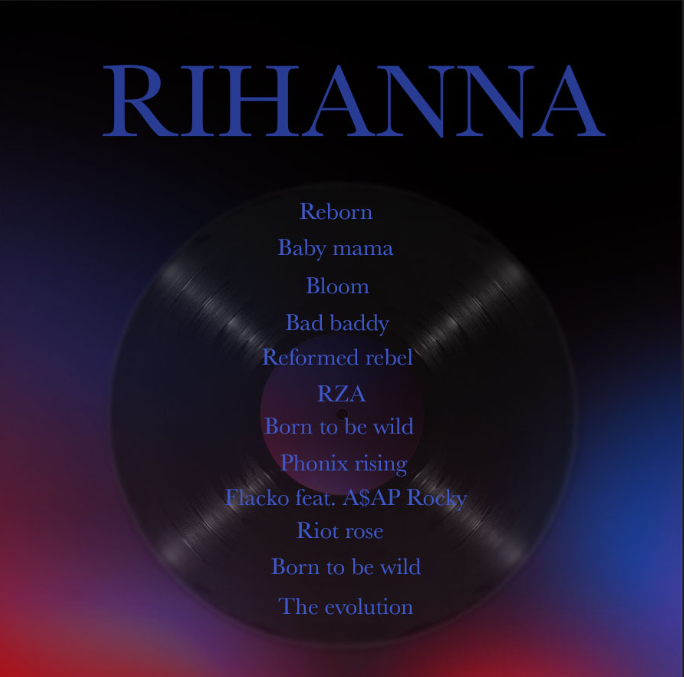 RIHANNA
Reborn
Baby mama
Bloom
Bad baddy
Reformed rebel
RZA
Born to be wild
Phonix rising
Flacko feat. A$AP Rocky
Riot rose
Born to be wild
The evolution